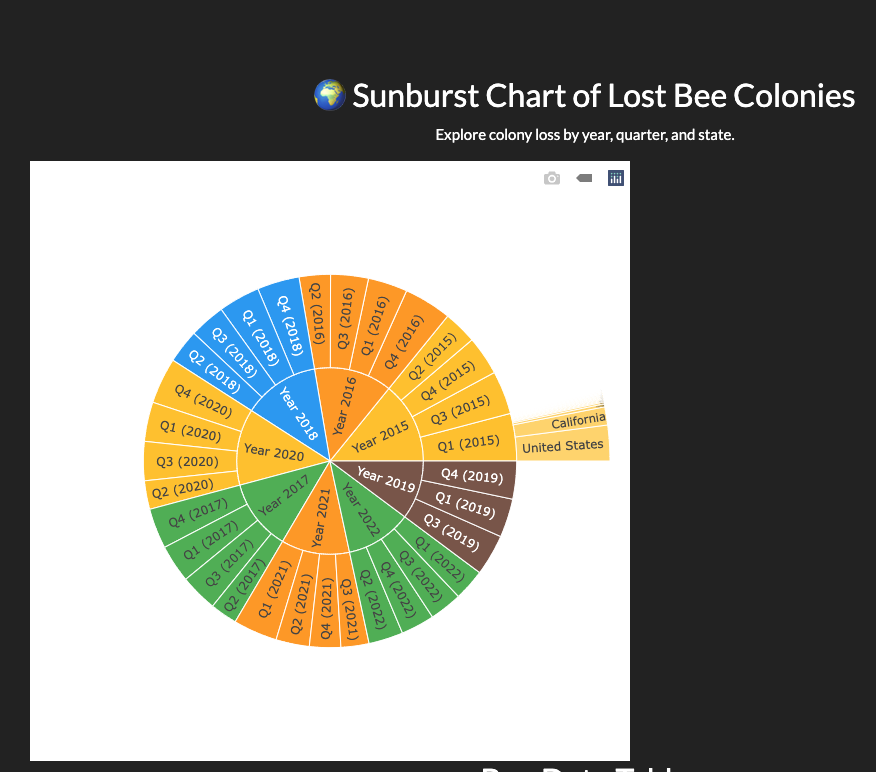 Sunburst Chart of Lost Bee Colonies
Explore colony loss by year, quarter, and state.
Year 2015
Q1 (2015)
Q3 (2015)
Q4 (2015)
Q2 (2015)
United States
California
Year 2016
Q4 (2016)
Q1 (2016)
Q3 (2016)
Q2 (2016)
Year 2018
Q4 (2018)
Q1 (2018)
Q3 (2018)
Q2 (2018)
Year 2020
Q4 (2020)
Q1 (2020)
Q3 (2020)
Q2 (2020)
Year 2017
Q4 (2017)
Q1 (2017)
Q3 (2017)
Q2 (2017)
Year 2021
Q1 (2021)
Q2 (2021)
Q4 (2021)
Q3 (2021)
Year 2022
Q2 (2022)
Q4 (2022)
Q3 (2022)
Q1 (2022)
Year 2019
Q3 (2019)
Q1 (2019)
Q4 (2019)